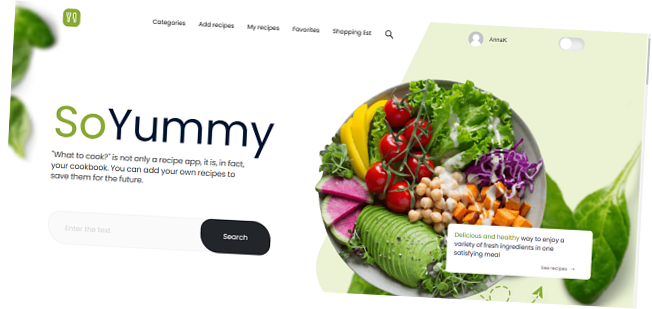 Categories
Add recipes
My recipes
Favorites
Shopping list
AnnaK
SoYummy
"What to cook?" is not only a recipe app, it is, in fact,
your cookbook. You can add your own recipes to
save them for the future.
Enter the text
Search
Delicious and healthy way to enjoy a
variety of fresh ingredients in one
satisfying meal
See recipes →